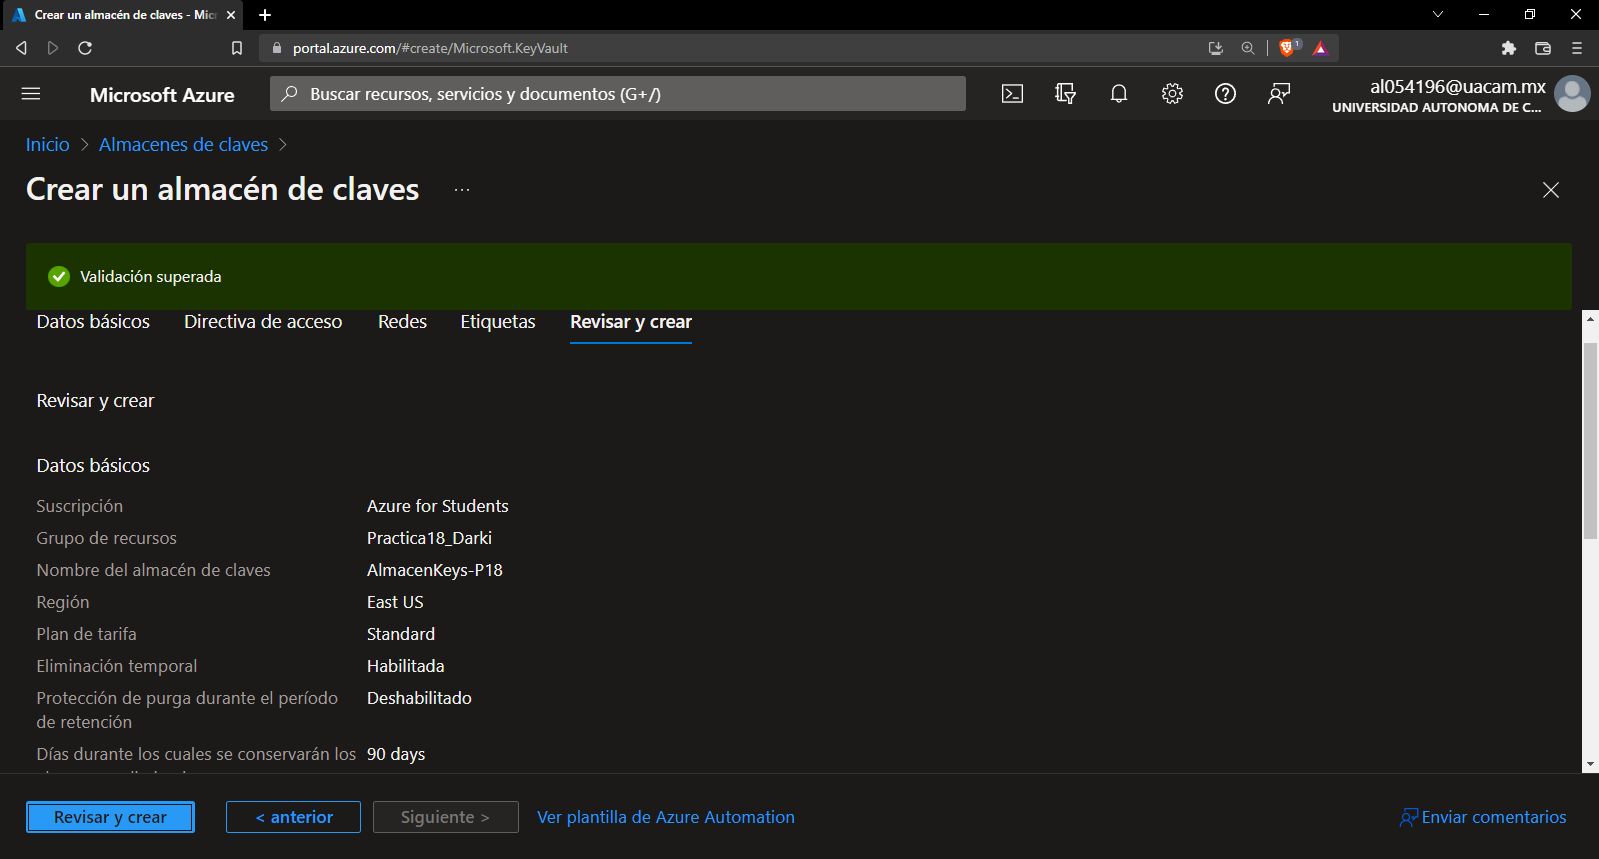 Crear un almacén de claves - Mic
portal.azure.com/#create/Microsoft.KeyVault
1
Microsoft Azure
Buscar recursos, servicios y documentos (G+/)
al054196@uacam.mx
UNIVERSIDAD AUTONOMA DE C...
Inicio > Almacenes de claves >
Crear un almacén de claves ...
Validación superada
Datos básicos Directiva de acceso Redes Etiquetas Revisar y crear
Revisar y crear
Datos básicos
Suscripción Azure for Students
Grupo de recursos Practica18_Darki
Nombre del almacén de claves AlmacenKeys-P18
Región East US
Plan de tarifa Standard
Eliminación temporal Habilitada
Protección de purga durante el período Deshabilitado
de retención
Días durante los cuales se conservarán los 90 days
Revisar y crear < anterior Siguiente > Ver plantilla de Azure Automation Enviar comentarios